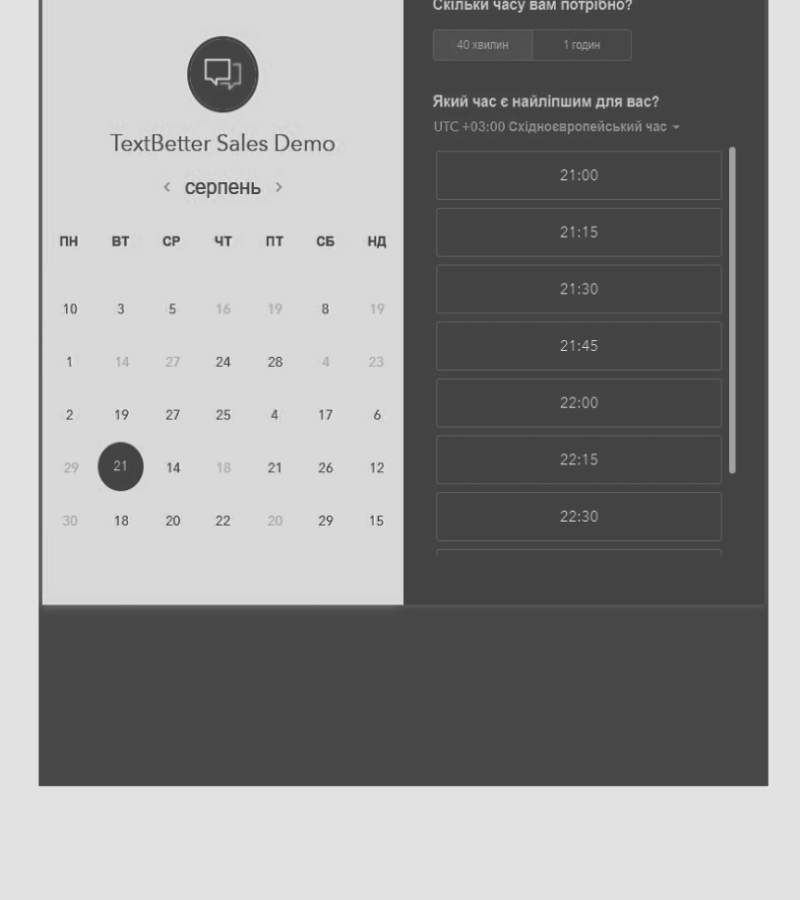 TextBetter Sales Demo
< серпень >
ПН ВТ СР ЧТ ПТ СБ НД
10 3 5 16 19 8 19
1 14 27 24 28 4 23
2 19 27 25 4 17 6
29 21 14 18 21 26 12
30 18 20 22 20 29 15
Скільки часу вам потрібно?
40 хвилин 1 годин
Який час є найліпшим для вас?
UTC +03:00 Східноєвропейський час
21:00
21:15
21:30
21:45
22:00
22:15
22:30